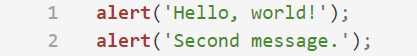 1 alert('Hello, world!');
2 alert('Second message.');